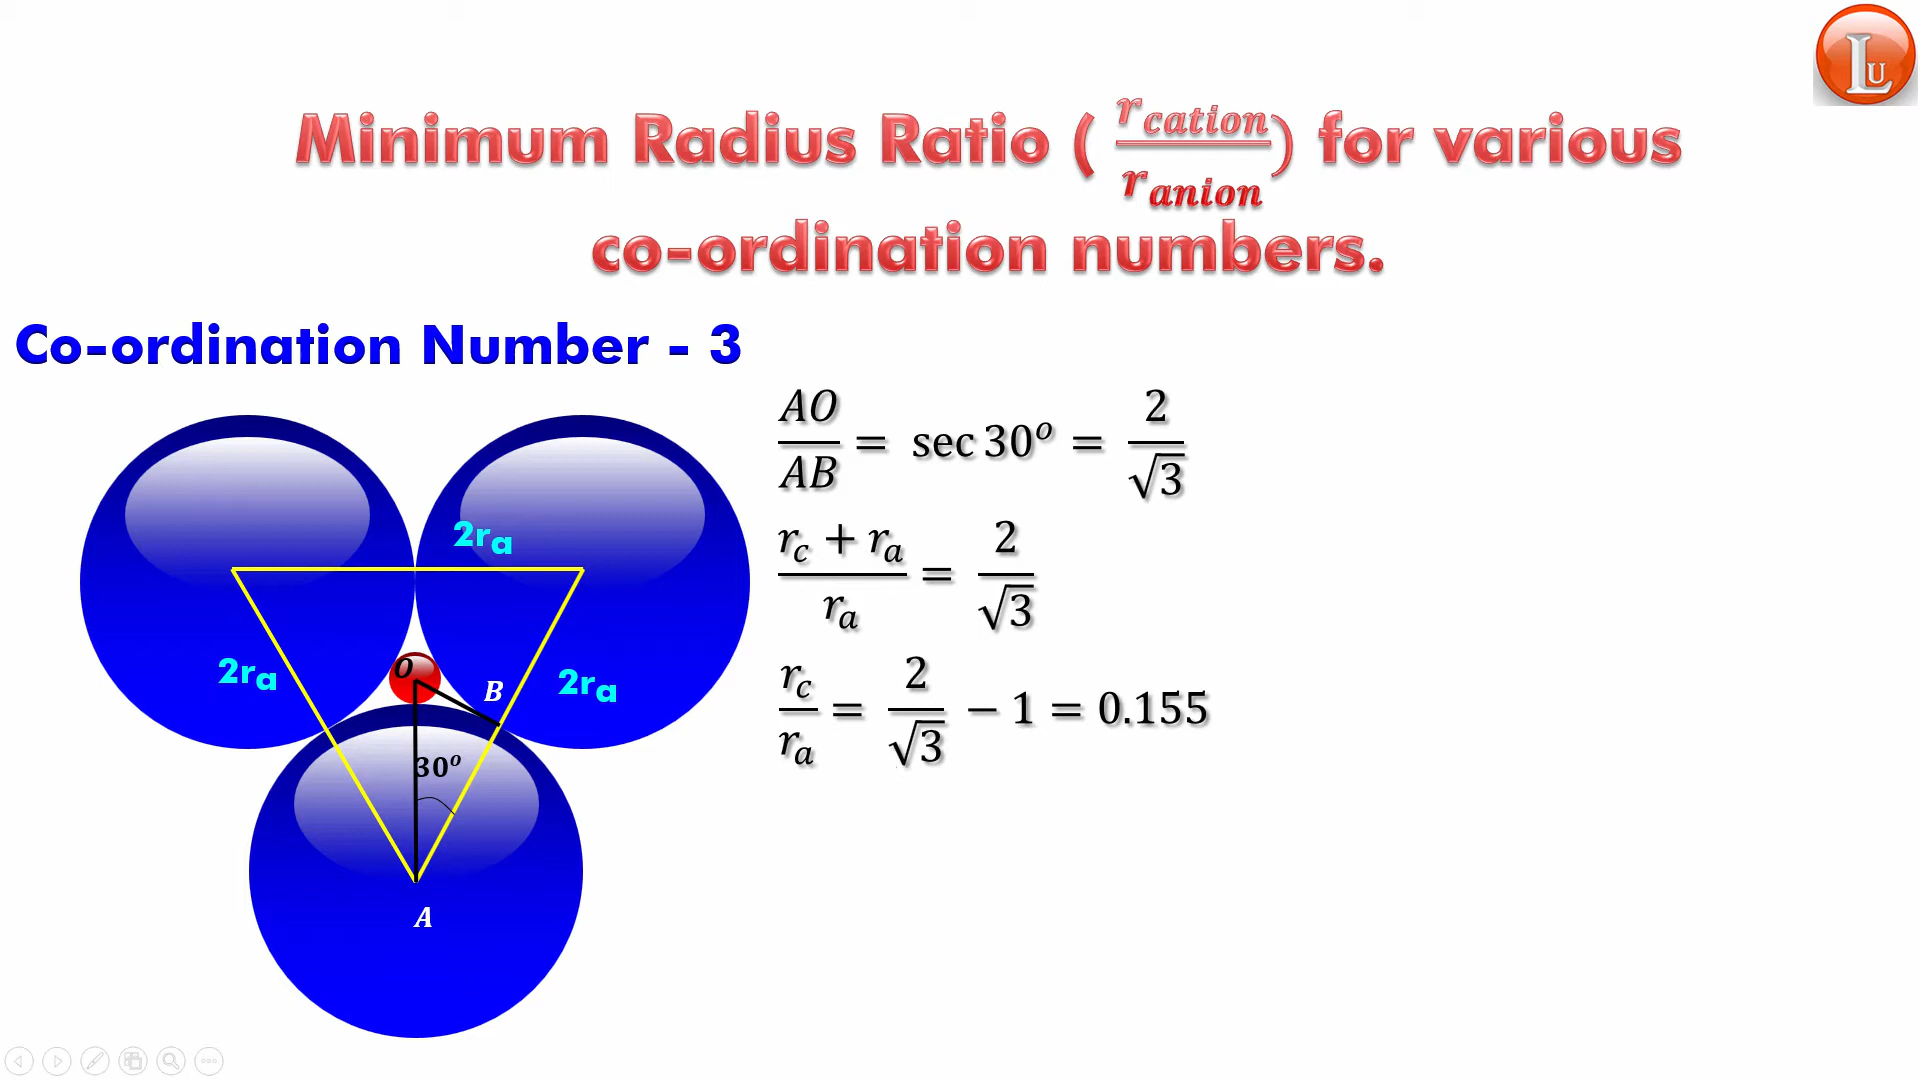 LU
Minimum Radius Ratio ( r_cation / r_anion ) for various
co-ordination numbers.
Co-ordination Number - 3
AO / AB = sec 30° = 2 / √3
r_c + r_a / r_a = 2 / √3
r_c / r_a = 2 / √3 − 1 = 0.155
2r_a
2r_a
2r_a
O
B
30°
A